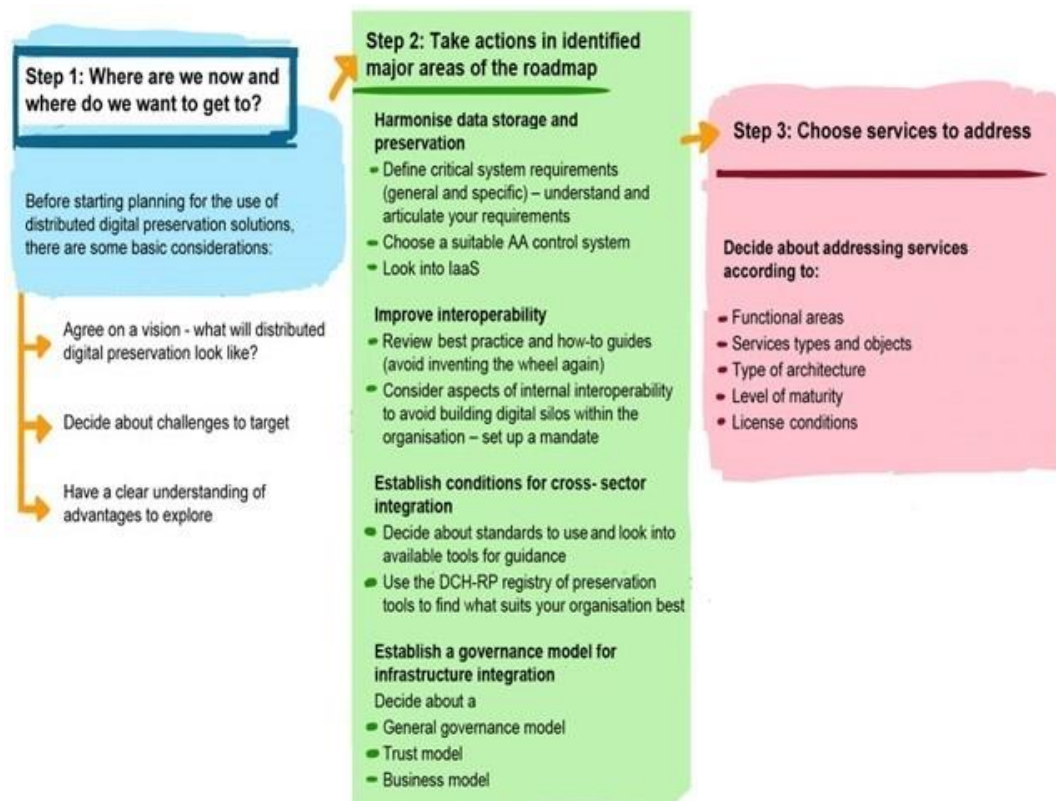 Step 1: Where are we now and
where do we want to get to?
Before starting planning for the use of
distributed digital preservation solutions,
there are some basic considerations:
Agree on a vision - what will distributed
digital preservation look like?
Decide about challenges to target
Have a clear understanding of
advantages to explore
Step 2: Take actions in identified
major areas of the roadmap
Harmonise data storage and
preservation
Define critical system requirements
(general and specific) – understand and
articulate your requirements
Choose a suitable AA control system
Look into IaaS
Improve interoperability
Review best practice and how-to guides
(avoid inventing the wheel again)
Consider aspects of internal interoperability
to avoid building digital silos within the
organisation – set up a mandate
Establish conditions for cross- sector
integration
Decide about standards to use and look into
available tools for guidance
Use the DCH-RP registry of preservation
tools to find what suits your organisation best
Establish a governance model for
infrastructure integration
Decide about a
General governance model
Trust model
Business model
Step 3: Choose services to address
Decide about addressing services
according to:
Functional areas
Services types and objects
Type of architecture
Level of maturity
License conditions